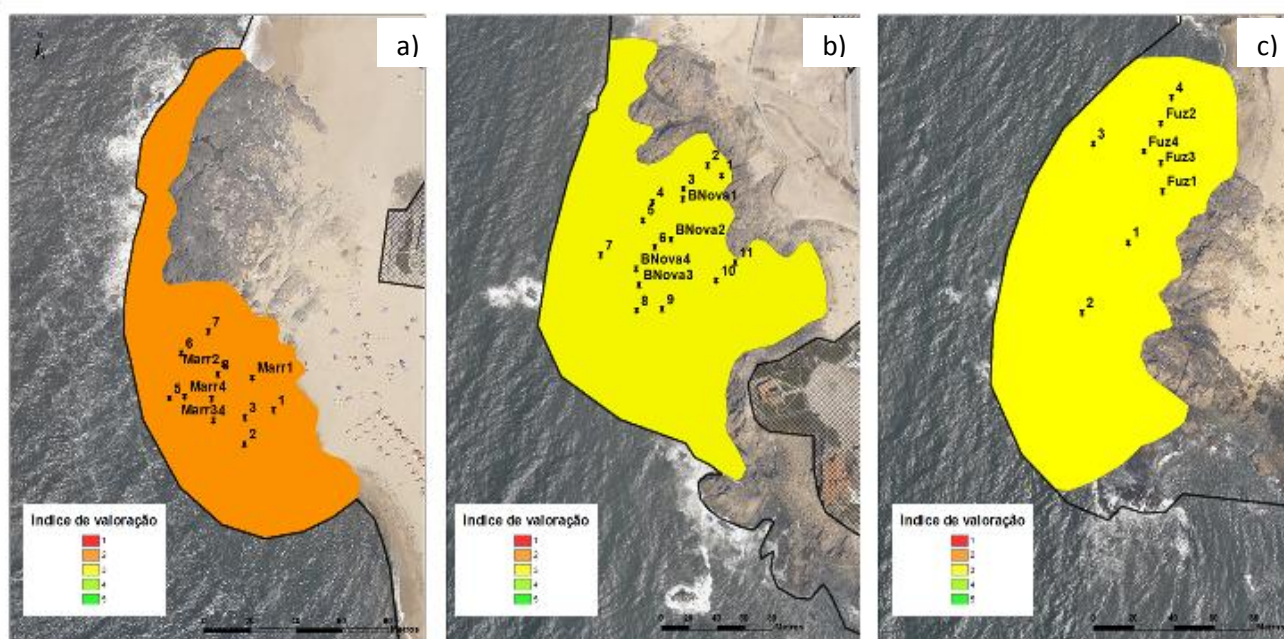 a)
7
6
Marr2
Marr1
5
Marr4
Marr34
3
1
2
Indice de valoração
1
2
3
4
5
b)
2
1
3
BNova1
4
5
BNova2
6
7
BNova4
11
BNova3
10
8
9
Indice de valoração
1
2
3
4
5
c)
4
Fuz2
3
Fuz4
Fuz3
Fuz1
1
2
Indice de valoração
1
2
3
4
5